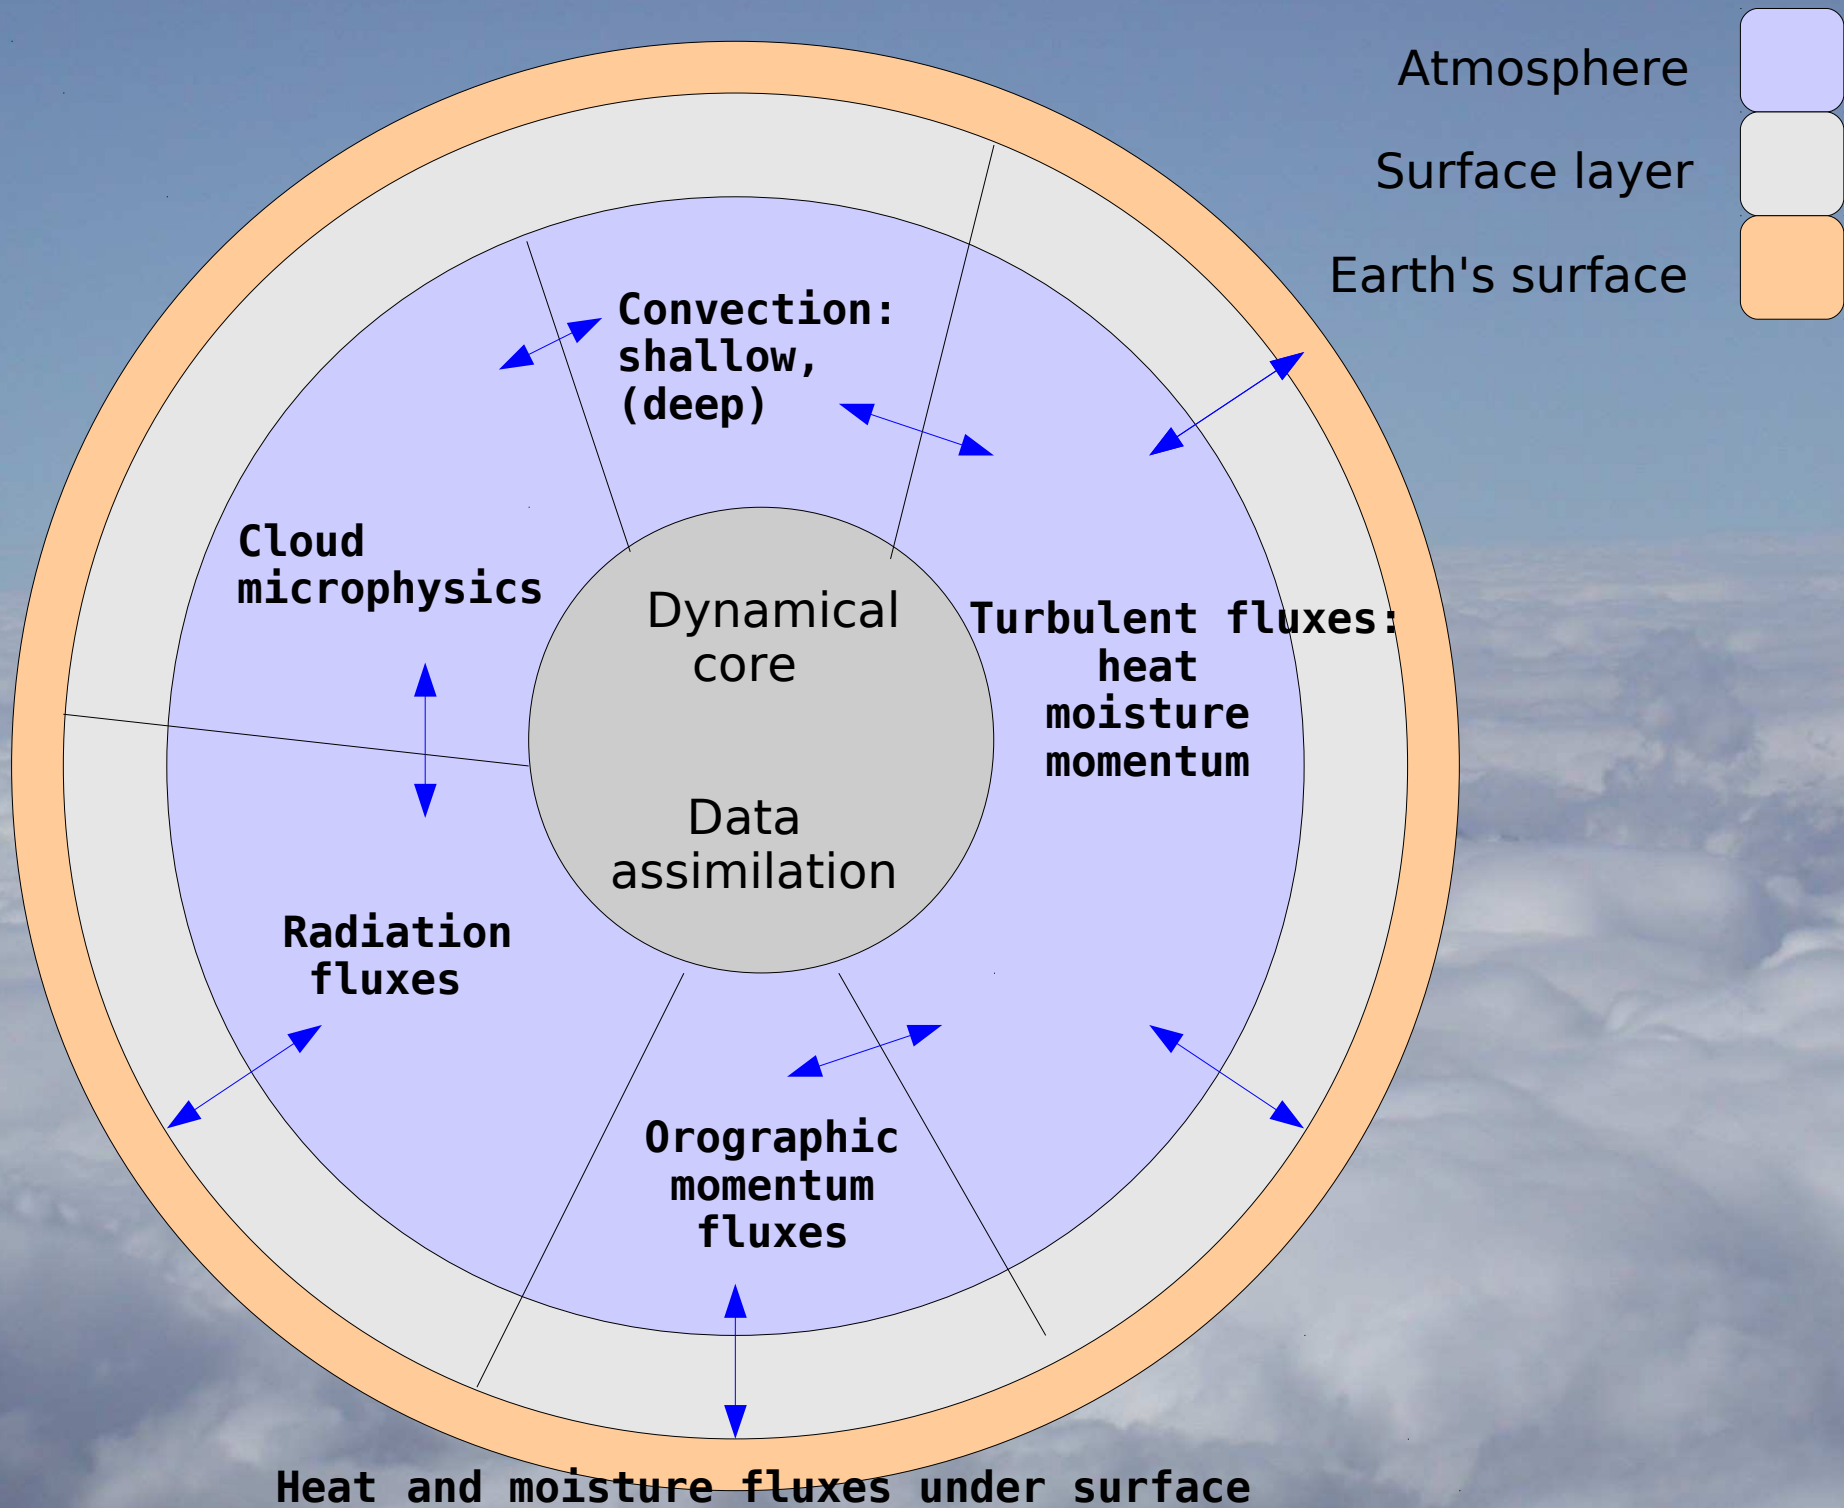 Atmosphere
Surface layer
Earth's surface
Convection:
shallow,
(deep)
Cloud
microphysics
Dynamical
core
Turbulent fluxes:
heat
moisture
momentum
Data
assimilation
Radiation
fluxes
Orographic
momentum
fluxes
Heat and moisture fluxes under surface